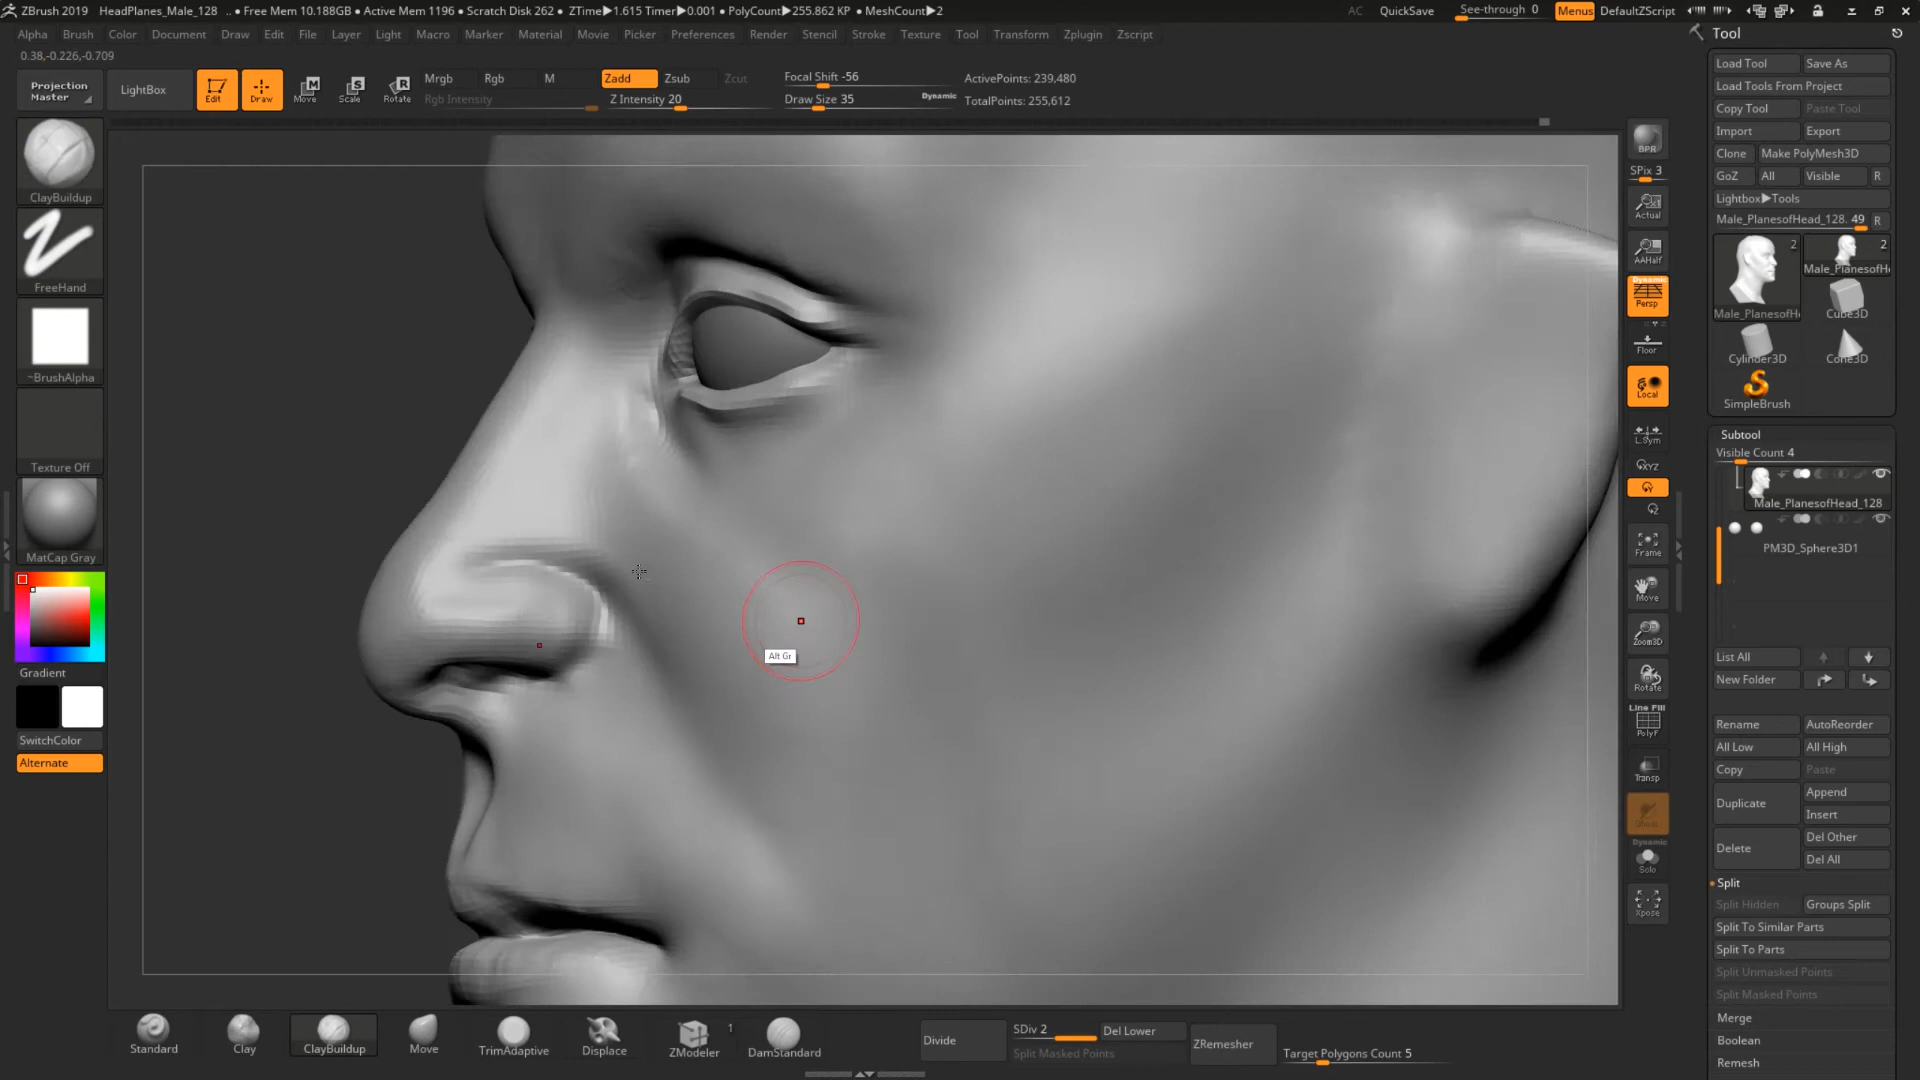 ZBrush 2019 HeadPlanes_Male_128 .. ● Free Mem 10.188GB ● Active Mem 1196 ● Scratch Disk 262 ● ZTime▶1.615 Timer▶0.001 ● PolyCount▶255.862 KP ● MeshCount▶2 AC QuickSave See-through 0 Menus DefaultZScript
Alpha Brush Color Document Draw Edit File Layer Light Macro Marker Material Movie Picker Preferences Render Stencil Stroke Texture Tool Transform Zplugin Zscript
0.38,-0.226,-0.709
Projection Master
LightBox
Edit
Draw
Move
Scale
Rotate
Mrgb Rgb M
Rgb Intensity
Zadd Zsub Zcut
Z Intensity 20
Focal Shift -56
Draw Size 35
Dynamic
ActivePoints: 239,480
TotalPoints: 255,612
ClayBuildup
FreeHand
~BrushAlpha
Texture Off
MatCap Gray
Gradient
SwitchColor
Alternate
Alt Gr
BPR
SPix 3
Actual
AAHalf
Dynamic
Persp
Floor
Local
L.Sym
XYZ
Y
Z
Frame
Move
Zoom3D
Rotate
Line Fill
PolyF
Transp
Dynamic
Solo
Xpose
Tool
Load Tool Save As
Load Tools From Project
Copy Tool Paste Tool
Import Export
Clone Make PolyMesh3D
GoZ All Visible R
Lightbox▶Tools
Male_PlanesofHead_128. 49 R
2 2
Male_PlanesofHe
Male_PlanesofHe
Cube3D
Cylinder3D Cone3D
SimpleBrush
Subtool
Visible Count 4
Male_PlanesofHead_128
PM3D_Sphere3D1
List All
New Folder
Rename AutoReorder
All Low All High
Copy Paste
Duplicate Append
Insert
Delete Del Other
Del All
Split
Split Hidden Groups Split
Split To Similar Parts
Split To Parts
Split Unmasked Points
Split Masked Points
Merge
Boolean
Remesh
Standard
Clay
ClayBuildup
Move
TrimAdaptive
Displace
ZModeler
1
DamStandard
Divide
SDiv 2
Del Lower
Split Masked Points
ZRemesher
Target Polygons Count 5